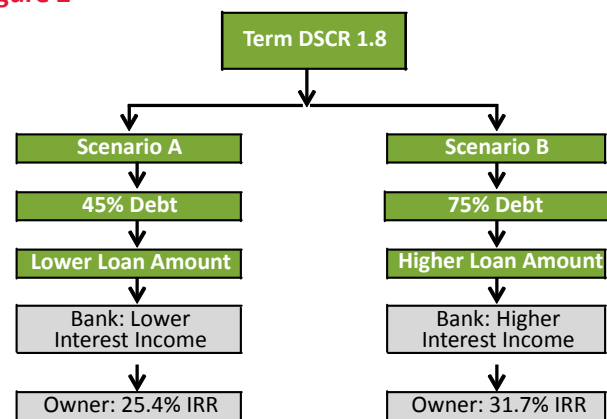 Term DSCR 1.8
Scenario A
Scenario B
45% Debt
75% Debt
Lower Loan Amount
Higher Loan Amount
Bank: Lower
Interest Income
Bank: Higher
Interest Income
Owner: 25.4% IRR
Owner: 31.7% IRR